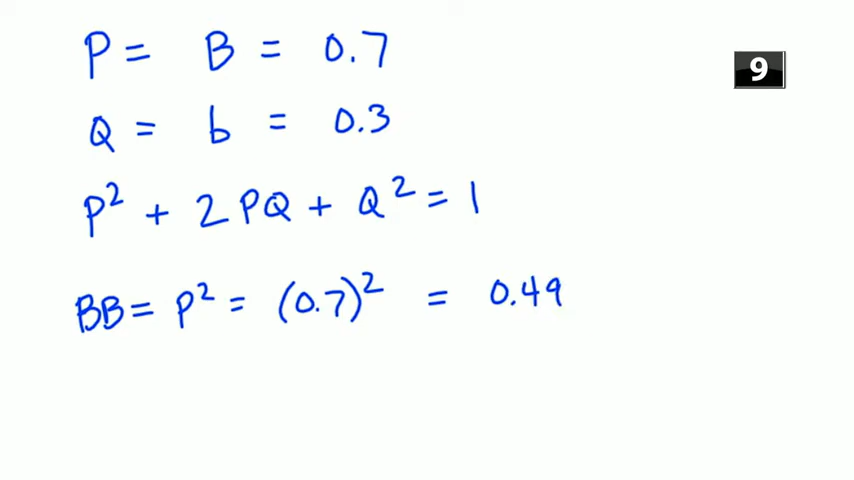 P = B = 0.7
9
Q = b = 0.3
P² + 2PQ + Q² = 1
BB = P² = (0.7)² = 0.49